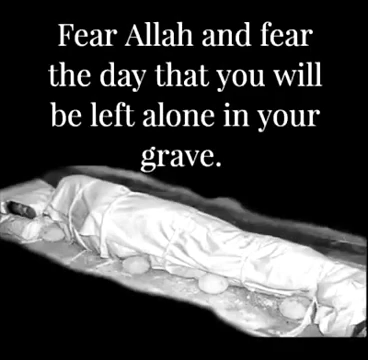 Fear Allah and fear
the day that you will
be left alone in your
grave.